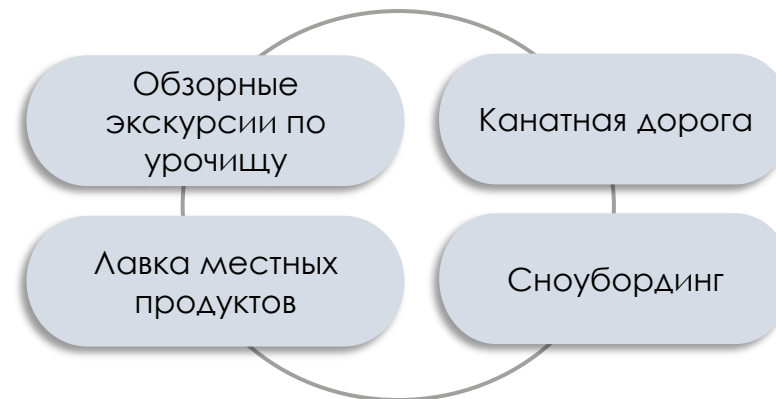 Обзорные
экскурсии по
урочищу
Канатная дорога
Лавка местных
продуктов
Сноубординг